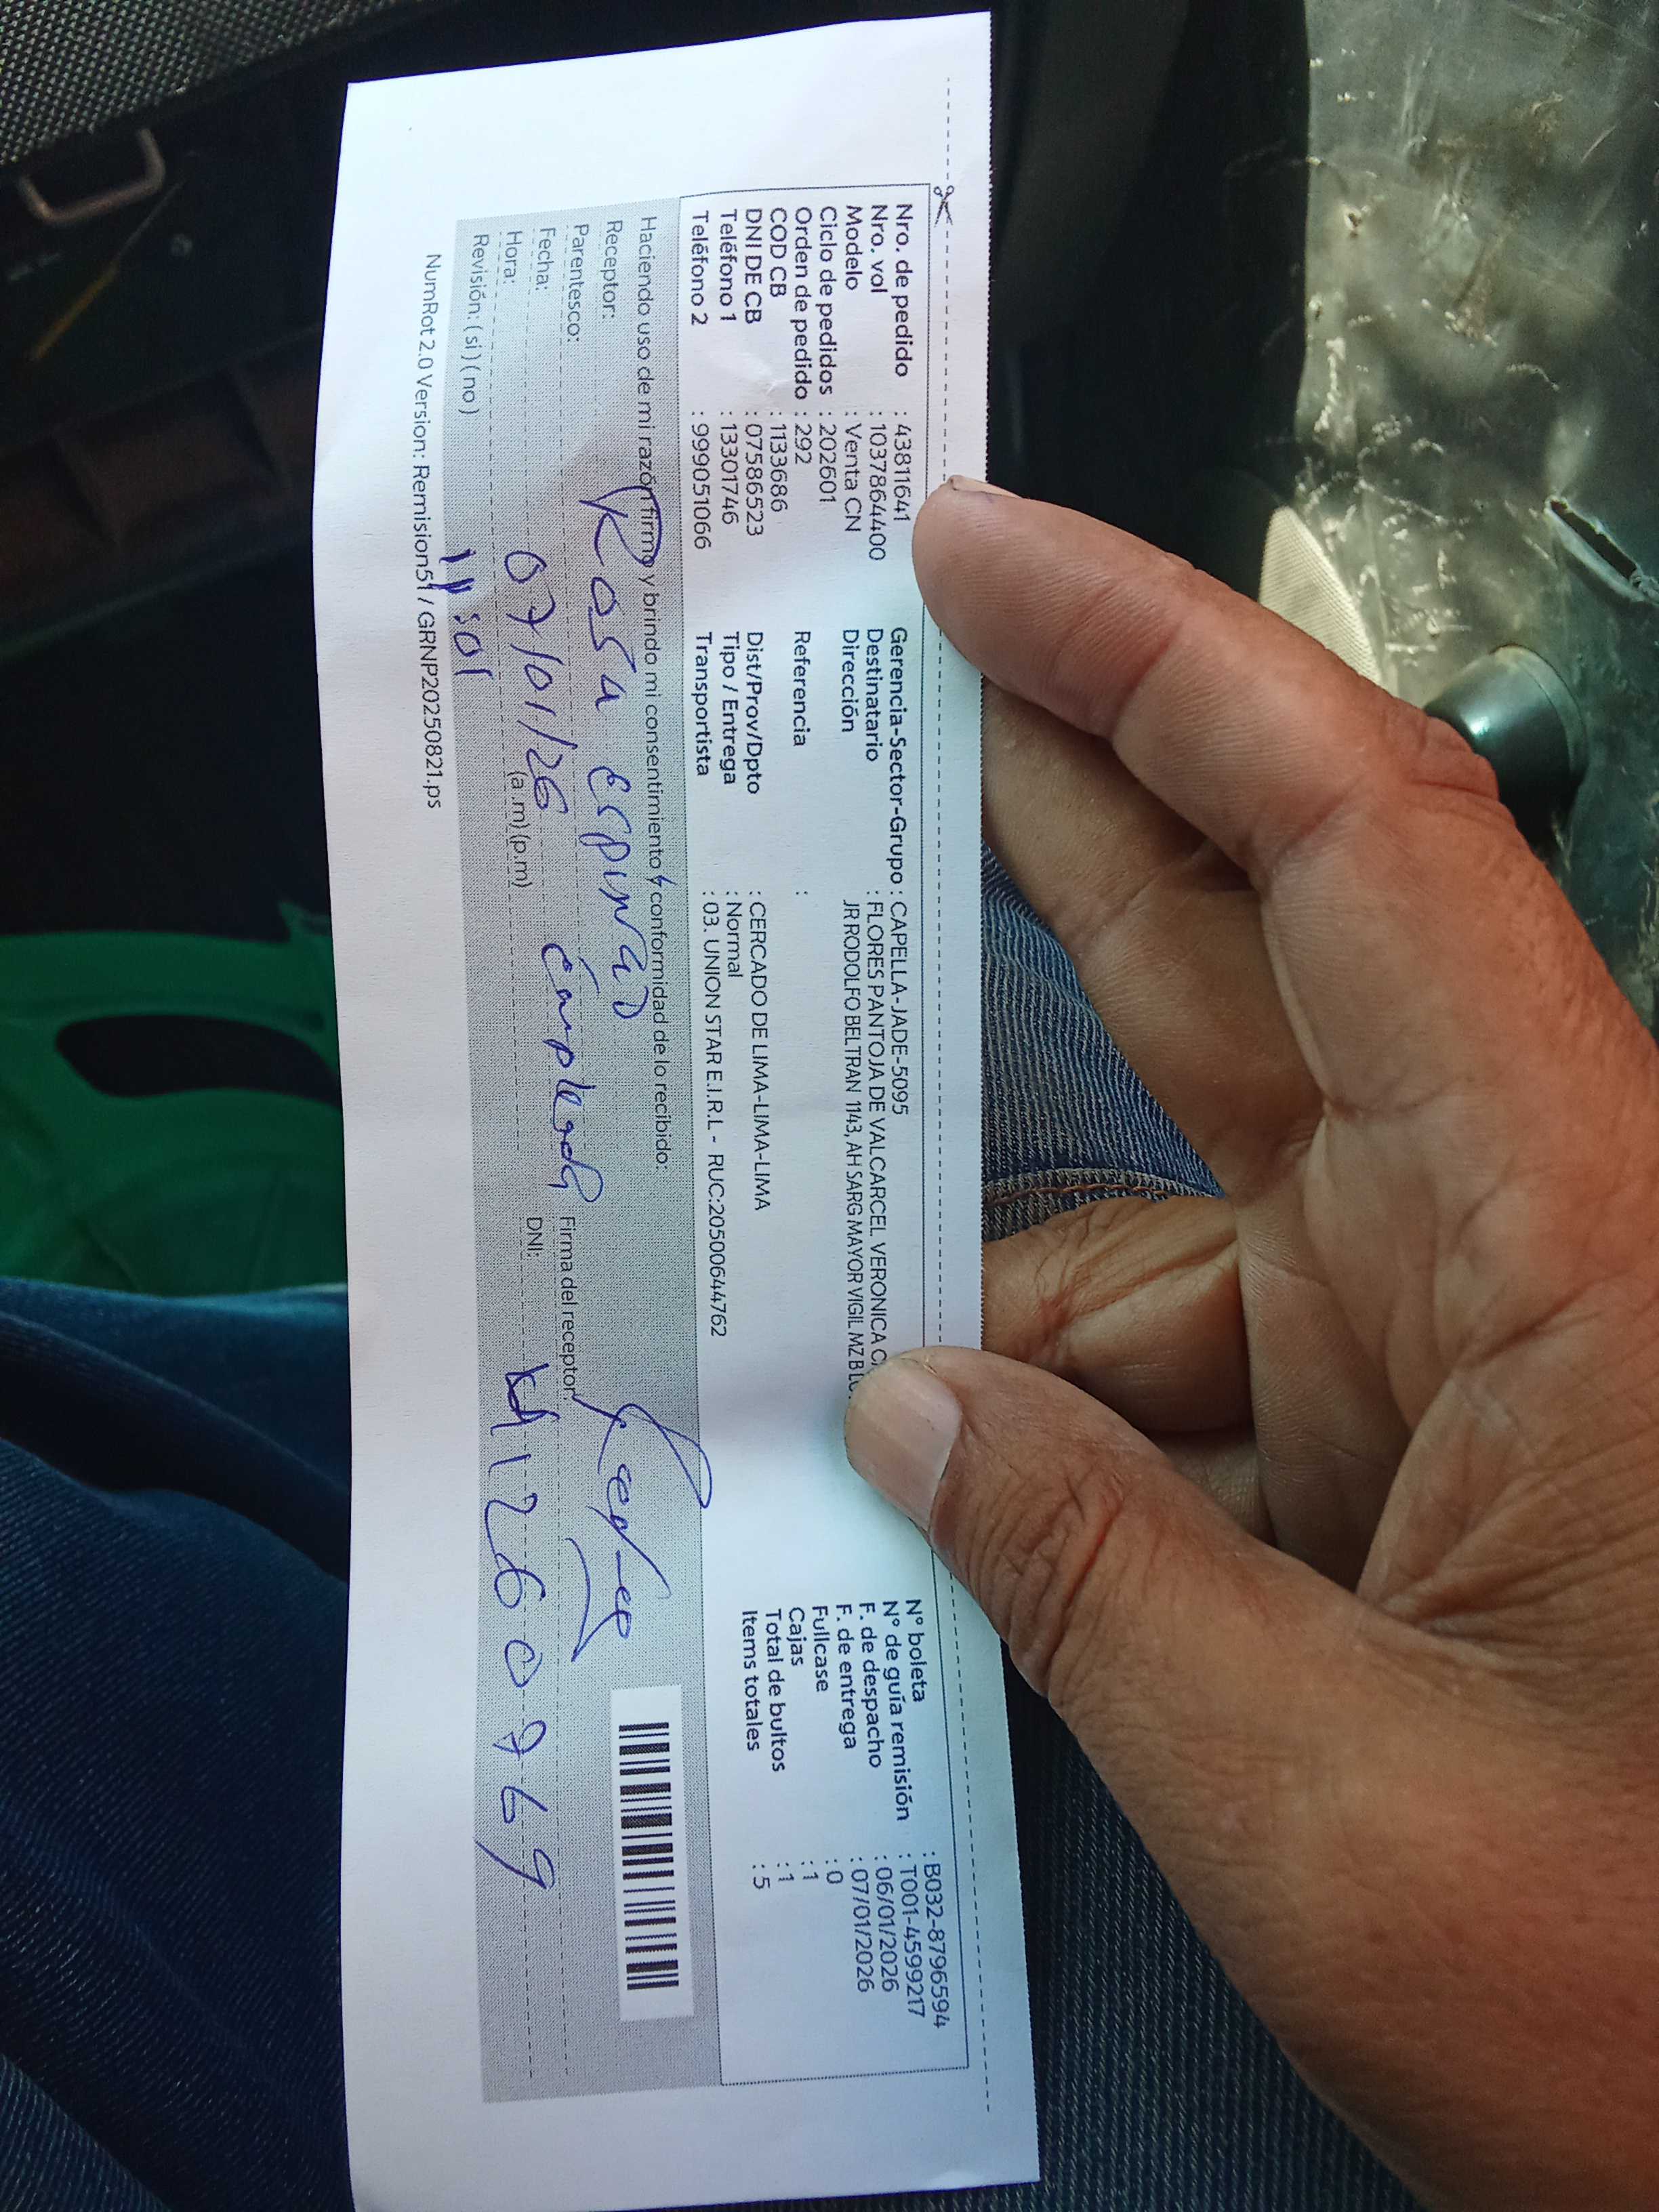 Nro. de pedido : 43811641
Nro. vol : 10378644400
Modelo : Venta CN
Ciclo de pedidos : 202601
Orden de pedido : 292
COD CB : 1133686
DNI DE CB : 07586523
Teléfono 1 : 13301746
Teléfono 2 : 999051066
Gerencia-Sector-Grupo : CAPELLA-JADE-5095
Destinatario : FLORES PANTOJA DE VALCARCEL VERONICA
Dirección JR RODOLFO BELTRAN 1143, AH SARG MAYOR VIGIL MZ B
Referencia :
Dist/Prov/Dpto : CERCADO DE LIMA-LIMA-LIMA
Tipo / Entrega : Normal
Transportista : 03. UNION STAR E.I.R.L - RUC:20500644762
N° boleta : B032-8796594
N° de guía remisión : T001-4599217
F. de despacho : 06/01/2026
F. de entrega : 07/01/2026
Fullcase : 0
Cajas : 1
Total de bultos : 1
Items totales : 5
Haciendo uso de mi razón firmo y brindo mi consentimiento y conformidad de lo recibido:
Receptor: Rosa
Parentesco:
Fecha: 07/01/26
Firma del receptor:
Hora: (a.m) (p.m) DNI: 41260769
Revisión: ( si ) ( no )
NumRot 2.0 Version: Remision51 / GRNP20250821.ps